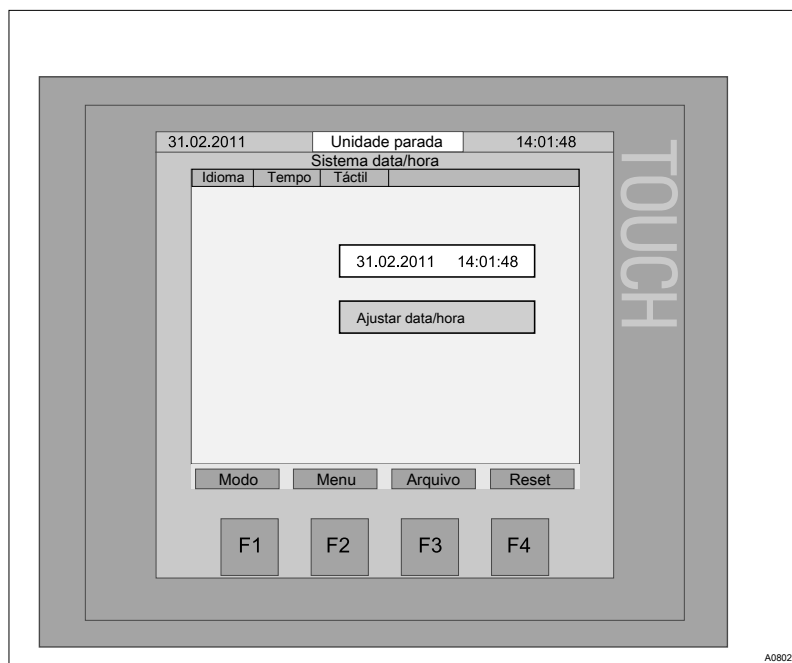 31.02.2011 Unidade parada 14:01:48
Sistema data/hora
Idioma Tempo Táctil
31.02.2011 14:01:48
Ajustar data/hora
Modo Menu Arquivo Reset
F1 F2 F3 F4
TOUCH
A0802